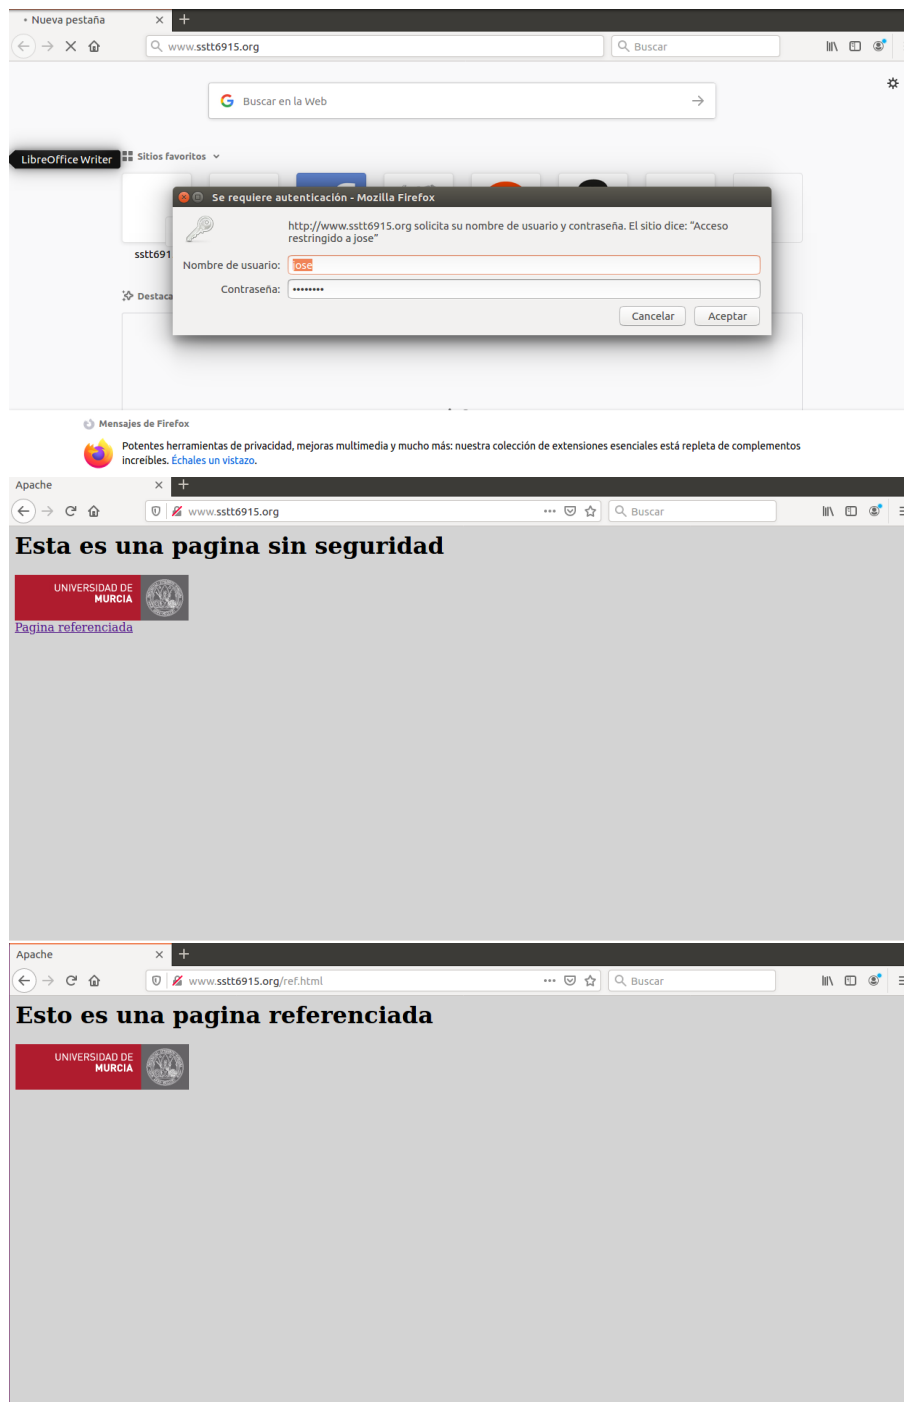 Nueva pestaña
www.sstt6915.org
Buscar
Buscar en la Web
LibreOffice Writer
Sitios favoritos
Se requiere autenticación - Mozilla Firefox
http://www.sstt6915.org solicita su nombre de usuario y contraseña. El sitio dice: “Acceso
restringido a jose”
sstt691
Nombre de usuario: jose
Contraseña: ••••••••
Destaca
Cancelar Aceptar
Mensajes de Firefox
Potentes herramientas de privacidad, mejoras multimedia y mucho más: nuestra colección de extensiones esenciales está repleta de complementos
increíbles. Échales un vistazo.
Apache
www.sstt6915.org
Buscar
Esta es una pagina sin seguridad
UNIVERSIDAD DE
MURCIA
Pagina referenciada
Apache
www.sstt6915.org/ref.html
Buscar
Esto es una pagina referenciada
UNIVERSIDAD DE
MURCIA